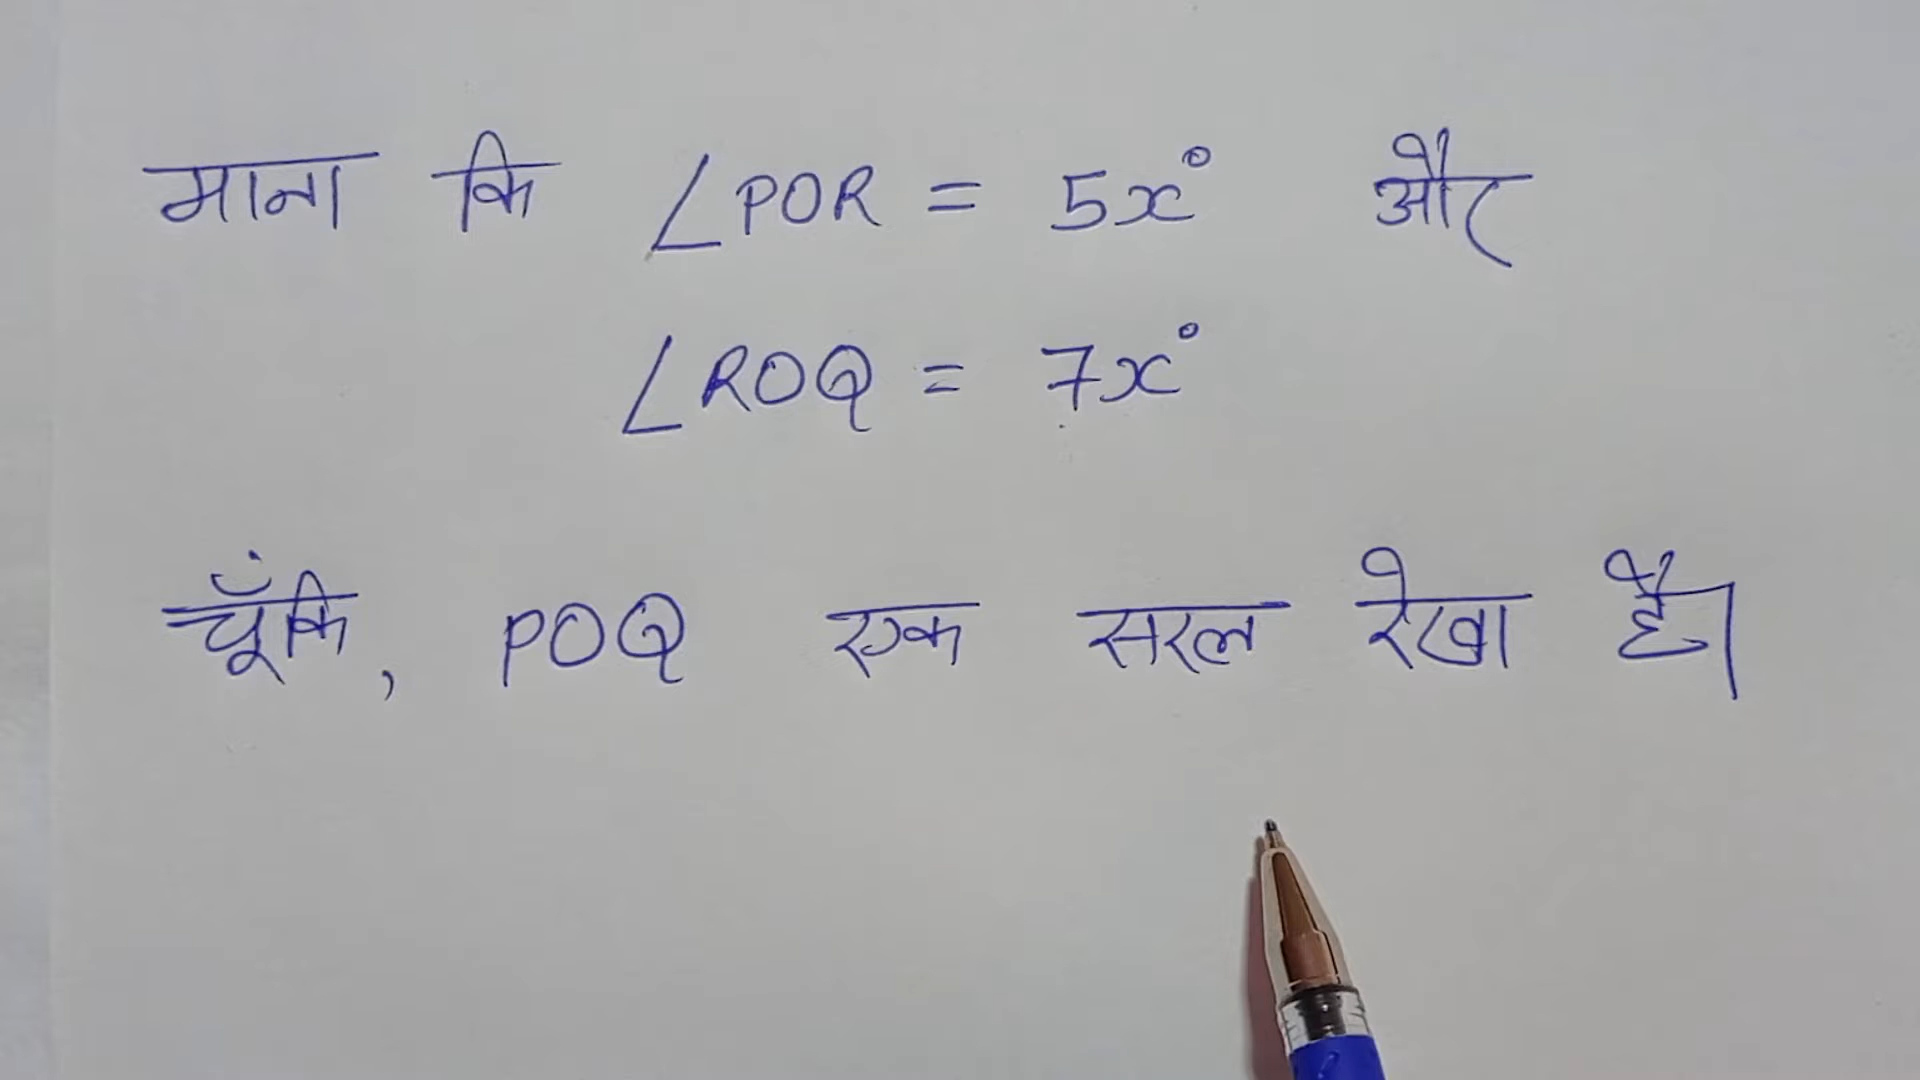 माना कि ∠POR = 5x° और
∠ROQ = 7x°
चूँकि, POQ एक सरल रेखा है।